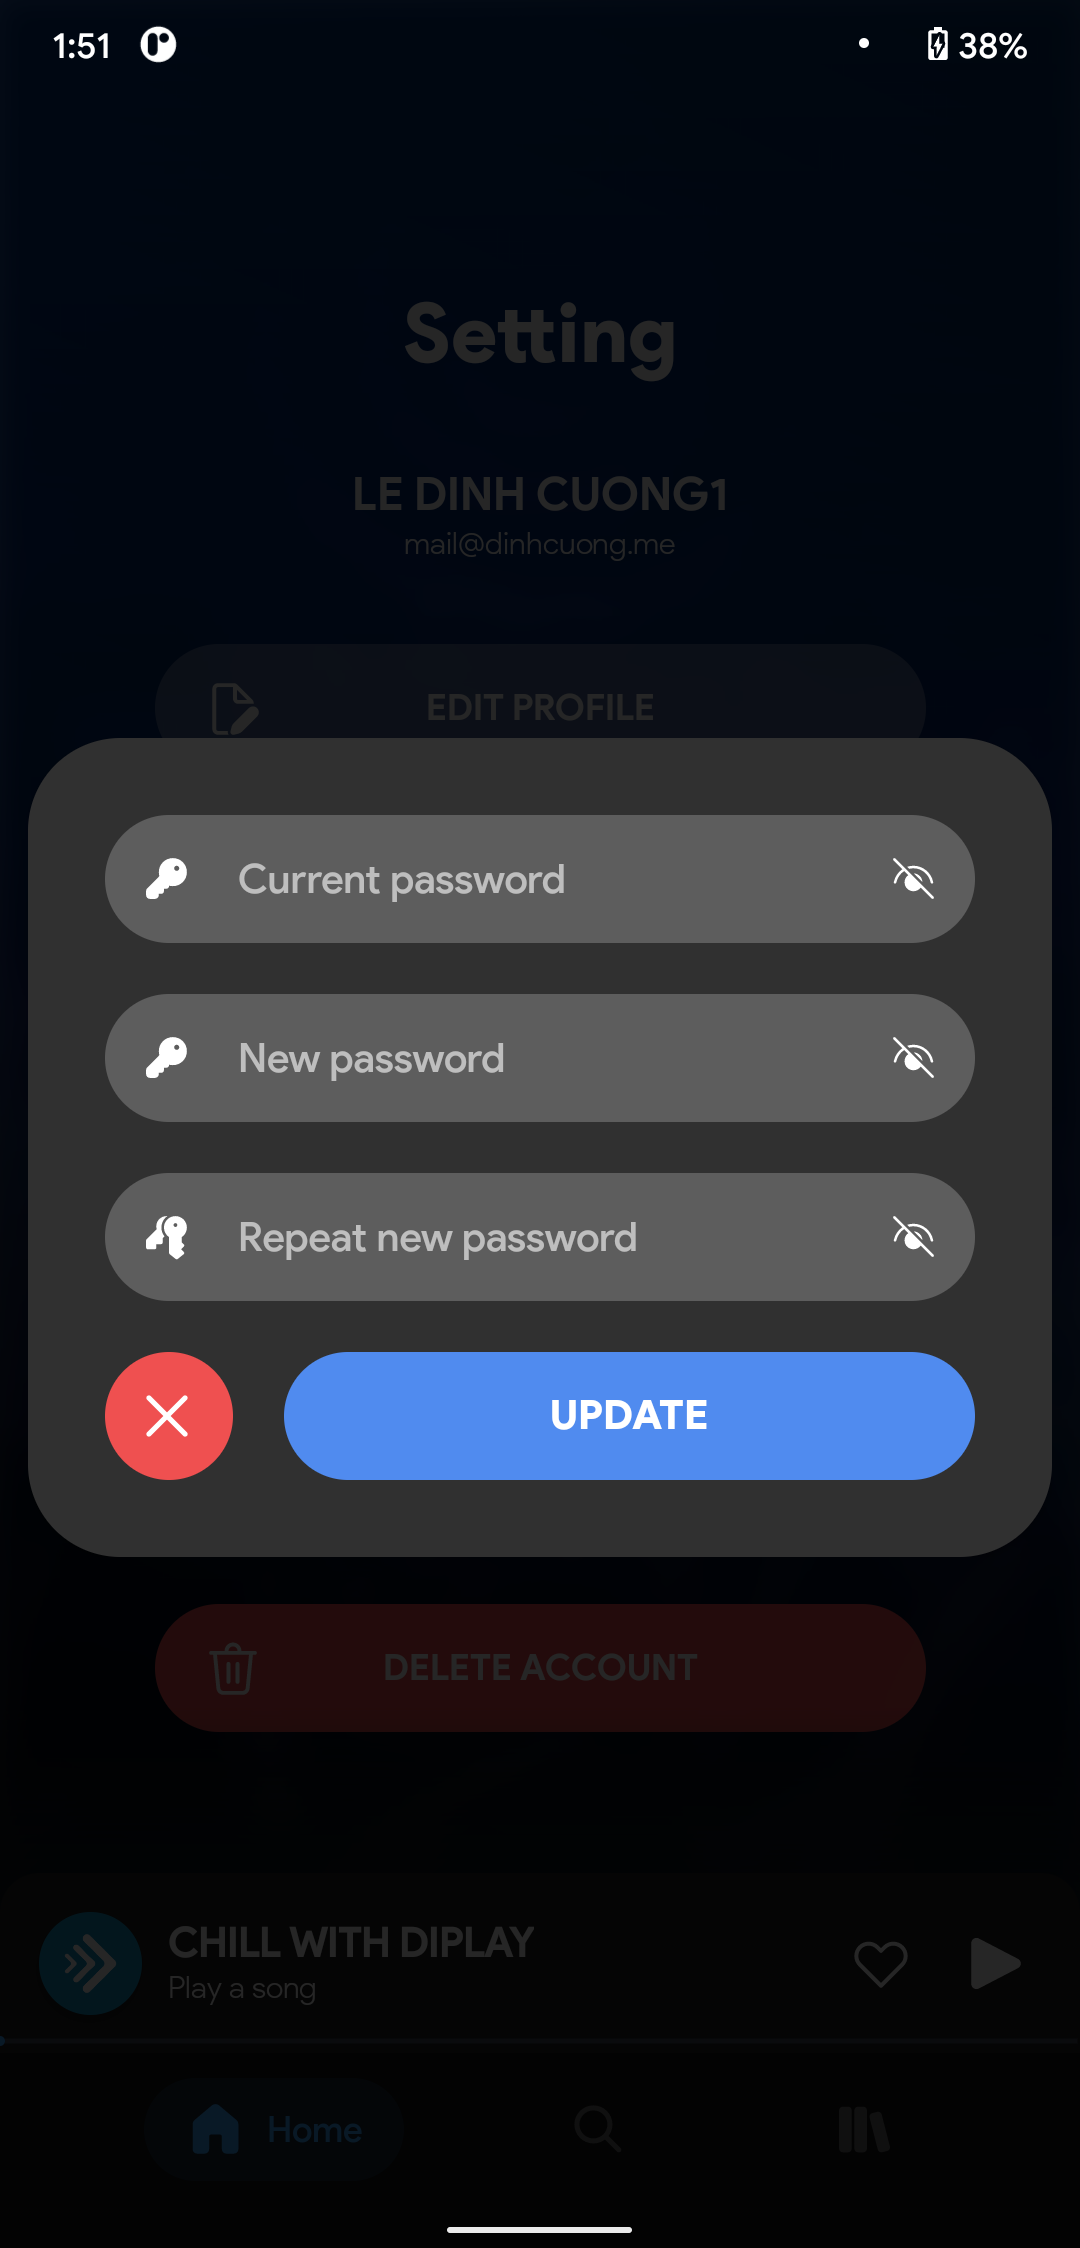 1:51
38%
Setting
LE DINH CUONG1
mail@dinhcuong.me
EDIT PROFILE
Current password
New password
Repeat new password
UPDATE
DELETE ACCOUNT
CHILL WITH DIPLAY
Play a song
Home